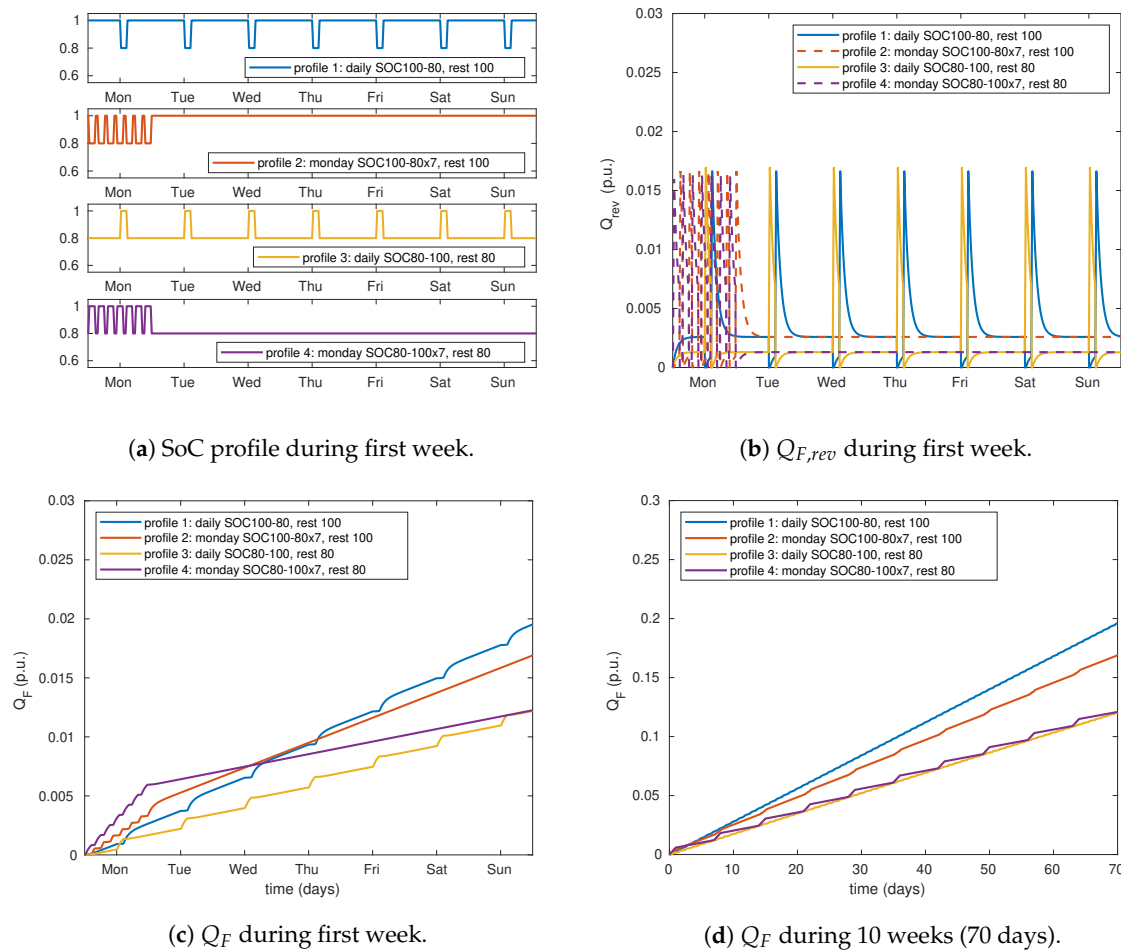 1
0.8
0.6
profile 1: daily SOC100-80, rest 100
Mon Tue Wed Thu Fri Sat Sun
1
0.8
0.6
profile 2: monday SOC100-80x7, rest 100
Mon Tue Wed Thu Fri Sat Sun
1
0.8
0.6
profile 3: daily SOC80-100, rest 80
Mon Tue Wed Thu Fri Sat Sun
1
0.8
0.6
profile 4: monday SOC80-100x7, rest 80
Mon Tue Wed Thu Fri Sat Sun
(a) SoC profile during first week.
0.03
0.025
0.02
0.015
0.01
0.005
0
Q_rev (p.u.)
profile 1: daily SOC100-80, rest 100
profile 2: monday SOC100-80x7, rest 100
profile 3: daily SOC80-100, rest 80
profile 4: monday SOC80-100x7, rest 80
Mon Tue Wed Thu Fri Sat Sun
(b) Q_F,rev during first week.
0.03
0.025
0.02
0.015
0.01
0.005
0
Q_F (p.u.)
profile 1: daily SOC100-80, rest 100
profile 2: monday SOC100-80x7, rest 100
profile 3: daily SOC80-100, rest 80
profile 4: monday SOC80-100x7, rest 80
Mon Tue Wed Thu Fri Sat Sun
time (days)
(c) Q_F during first week.
0.3
0.25
0.2
0.15
0.1
0.05
0
Q_F (p.u.)
profile 1: daily SOC100-80, rest 100
profile 2: monday SOC100-80x7, rest 100
profile 3: daily SOC80-100, rest 80
profile 4: monday SOC80-100x7, rest 80
0 10 20 30 40 50 60 70
time (days)
(d) Q_F during 10 weeks (70 days).